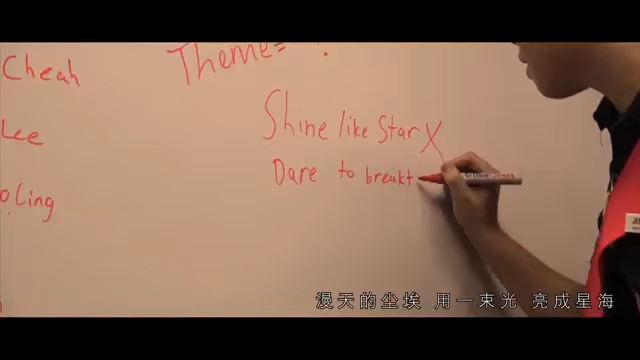 Cheah
Theme= :
Shine like Star X
Lee
Dare to breakt
oLing
漫天的尘埃 用一束光 亮成星海